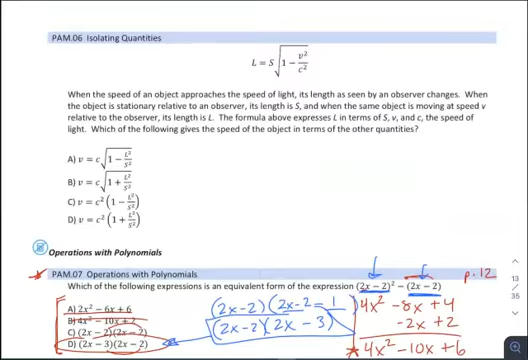 PAM.06 Isolating Quantities
L = S√(1 − v²/c²)
When the speed of an object approaches the speed of light, its length as seen by an observer changes. When
the object is stationary relative to an observer, its length is S, and when the same object is moving at speed v
relative to the observer, its length is L. The formula above expresses L in terms of S, v, and c, the speed of
light. Which of the following gives the speed of the object in terms of the other quantities?
A) v = c√(1 − L²/S²)
B) v = c√(1 + L²/S²)
C) v = c²(1 − L²/S²)
D) v = c²(1 + L²/S²)
Operations with Polynomials
PAM.07 Operations with Polynomials
Which of the following expressions is an equivalent form of the expression (2x − 2)² − (2x − 2)
p.12
A) 2x² − 6x + 6
B) 4x² − 10x + 2
C) (2x − 2)(2x − 2)
D) (2x − 3)(2x − 2)
(2x-2)(2x-2-1)
(2x-2)(2x-3)
4x² -8x +4
-2x +2
4x² -10x +6
13
35